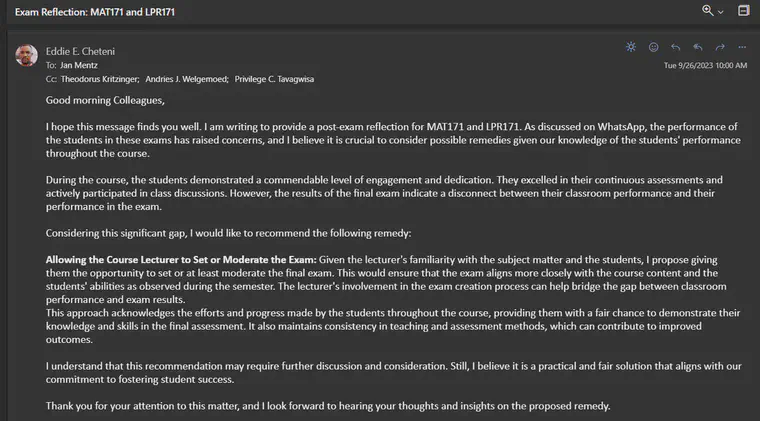 Exam Reflection: MAT171 and LPR171
Eddie E. Cheteni
To: Jan Mentz
Cc: Theodorus Kritzinger; Andries J. Welgemoed; Privilege C. Tavagwisa
Tue 9/26/2023 10:00 AM
Good morning Colleagues,
I hope this message finds you well. I am writing to provide a post-exam reflection for MAT171 and LPR171. As discussed on WhatsApp, the performance of
the students in these exams has raised concerns, and I believe it is crucial to consider possible remedies given our knowledge of the students' performance
throughout the course.
During the course, the students demonstrated a commendable level of engagement and dedication. They excelled in their continuous assessments and
actively participated in class discussions. However, the results of the final exam indicate a disconnect between their classroom performance and their
performance in the exam.
Considering this significant gap, I would like to recommend the following remedy:
Allowing the Course Lecturer to Set or Moderate the Exam: Given the lecturer's familiarity with the subject matter and the students, I propose giving
them the opportunity to set or at least moderate the final exam. This would ensure that the exam aligns more closely with the course content and the
students' abilities as observed during the semester. The lecturer's involvement in the exam creation process can help bridge the gap between classroom
performance and exam results.
This approach acknowledges the efforts and progress made by the students throughout the course, providing them with a fair chance to demonstrate their
knowledge and skills in the final assessment. It also maintains consistency in teaching and assessment methods, which can contribute to improved
outcomes.
I understand that this recommendation may require further discussion and consideration. Still, I believe it is a practical and fair solution that aligns with our
commitment to fostering student success.
Thank you for your attention to this matter, and I look forward to hearing your thoughts and insights on the proposed remedy.